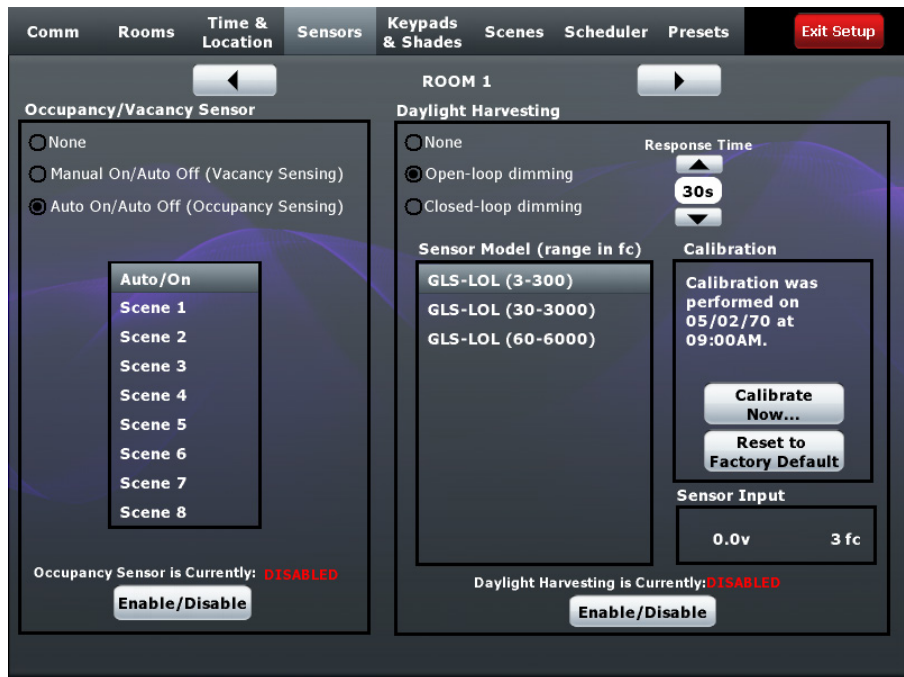 Comm
Rooms
Time &
Location
Sensors
Keypads
& Shades
Scenes
Scheduler
Presets
Exit Setup
ROOM 1
Occupancy/Vacancy Sensor
None
Manual On/Auto Off (Vacancy Sensing)
Auto On/Auto Off (Occupancy Sensing)
Auto/On
Scene 1
Scene 2
Scene 3
Scene 4
Scene 5
Scene 6
Scene 7
Scene 8
Occupancy Sensor is Currently: DISABLED
Enable/Disable
Daylight Harvesting
None
Open-loop dimming
Closed-loop dimming
Response Time
30s
Sensor Model (range in fc)
GLS-LOL (3-300)
GLS-LOL (30-3000)
GLS-LOL (60-6000)
Calibration
Calibration was
performed on
05/02/70 at
09:00AM.
Calibrate
Now...
Reset to
Factory Default
Sensor Input
0.0v 3 fc
Daylight Harvesting is Currently:DISABLED
Enable/Disable